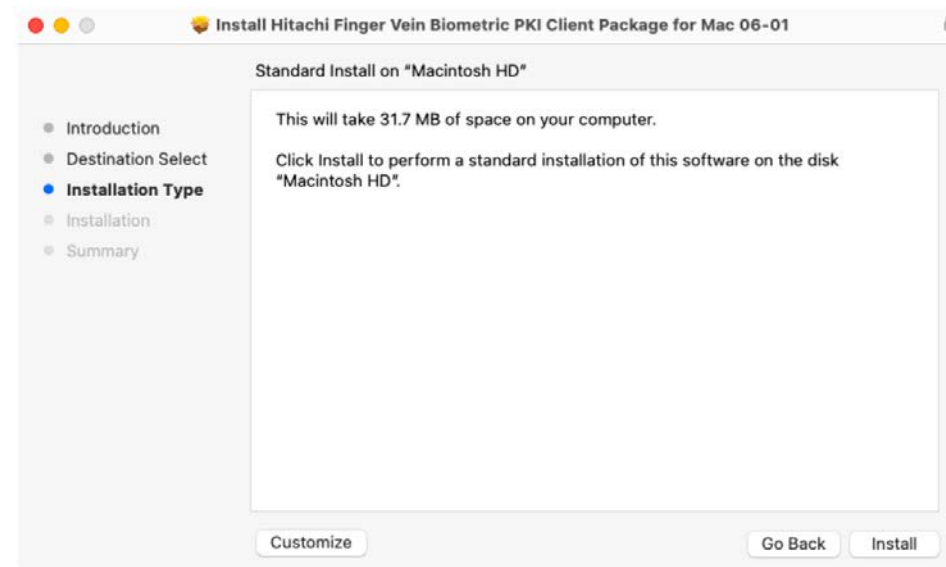 Install Hitachi Finger Vein Biometric PKI Client Package for Mac 06-01
Standard Install on "Macintosh HD"
Introduction
Destination Select
Installation Type
Installation
Summary
This will take 31.7 MB of space on your computer.
Click Install to perform a standard installation of this software on the disk
"Macintosh HD".
Customize
Go Back
Install